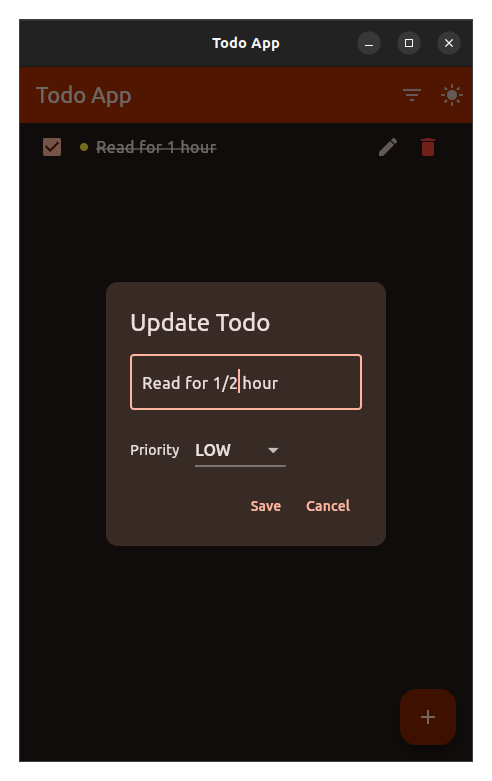 Todo App
Todo App
Read for 1 hour
Update Todo
Read for 1/2 hour
Priority LOW
Save Cancel